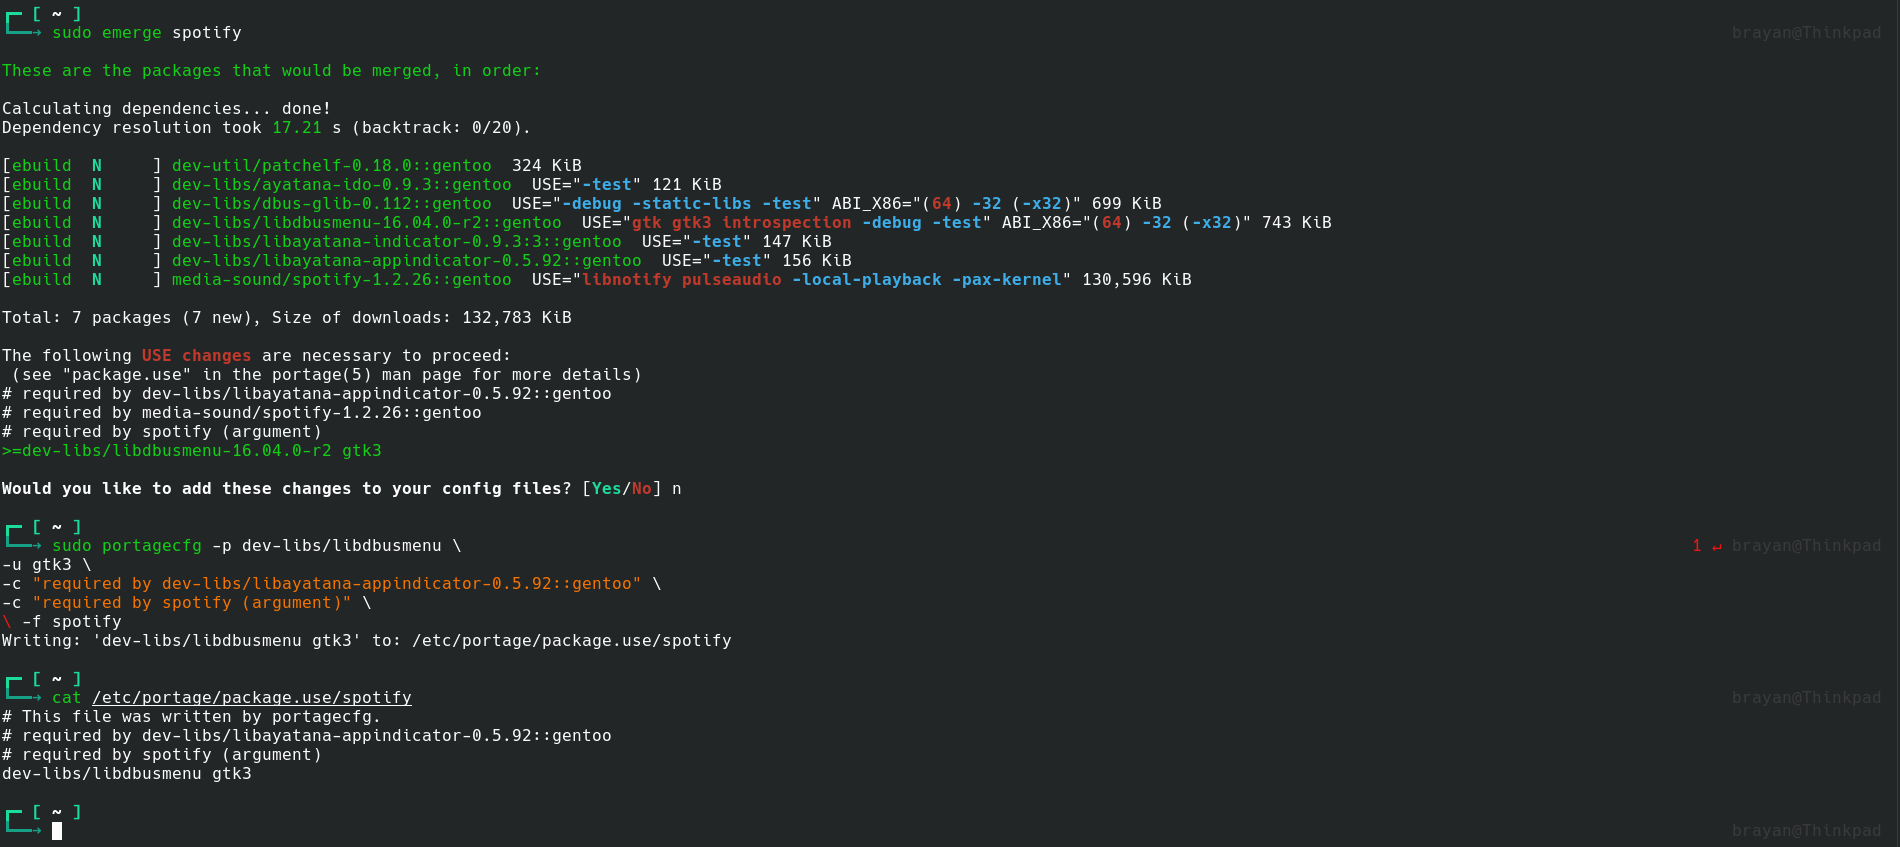 [ ~ ]
sudo emerge spotify brayan@Thinkpad
These are the packages that would be merged, in order:
Calculating dependencies... done!
Dependency resolution took 17.21 s (backtrack: 0/20).
[ebuild  N     ] dev-util/patchelf-0.18.0::gentoo  324 KiB
[ebuild  N     ] dev-libs/ayatana-ido-0.9.3::gentoo  USE="-test" 121 KiB
[ebuild  N     ] dev-libs/dbus-glib-0.112::gentoo  USE="-debug -static-libs -test" ABI_X86="(64) -32 (-x32)" 699 KiB
[ebuild  N     ] dev-libs/libdbusmenu-16.04.0-r2::gentoo  USE="gtk gtk3 introspection -debug -test" ABI_X86="(64) -32 (-x32)" 743 KiB
[ebuild  N     ] dev-libs/libayatana-indicator-0.9.3:3::gentoo  USE="-test" 147 KiB
[ebuild  N     ] dev-libs/libayatana-appindicator-0.5.92::gentoo  USE="-test" 156 KiB
[ebuild  N     ] media-sound/spotify-1.2.26::gentoo  USE="libnotify pulseaudio -local-playback -pax-kernel" 130,596 KiB
Total: 7 packages (7 new), Size of downloads: 132,783 KiB
The following USE changes are necessary to proceed:
 (see "package.use" in the portage(5) man page for more details)
# required by dev-libs/libayatana-appindicator-0.5.92::gentoo
# required by media-sound/spotify-1.2.26::gentoo
# required by spotify (argument)
>=dev-libs/libdbusmenu-16.04.0-r2 gtk3
Would you like to add these changes to your config files? [Yes/No] n
[ ~ ]
sudo portagecfg -p dev-libs/libdbusmenu \ 1 ↵ brayan@Thinkpad
-u gtk3 \
-c "required by dev-libs/libayatana-appindicator-0.5.92::gentoo" \
-c "required by spotify (argument)" \
\ -f spotify
Writing: 'dev-libs/libdbusmenu gtk3' to: /etc/portage/package.use/spotify
[ ~ ]
cat /etc/portage/package.use/spotify brayan@Thinkpad
# This file was written by portagecfg.
# required by dev-libs/libayatana-appindicator-0.5.92::gentoo
# required by spotify (argument)
dev-libs/libdbusmenu gtk3
[ ~ ]
brayan@Thinkpad